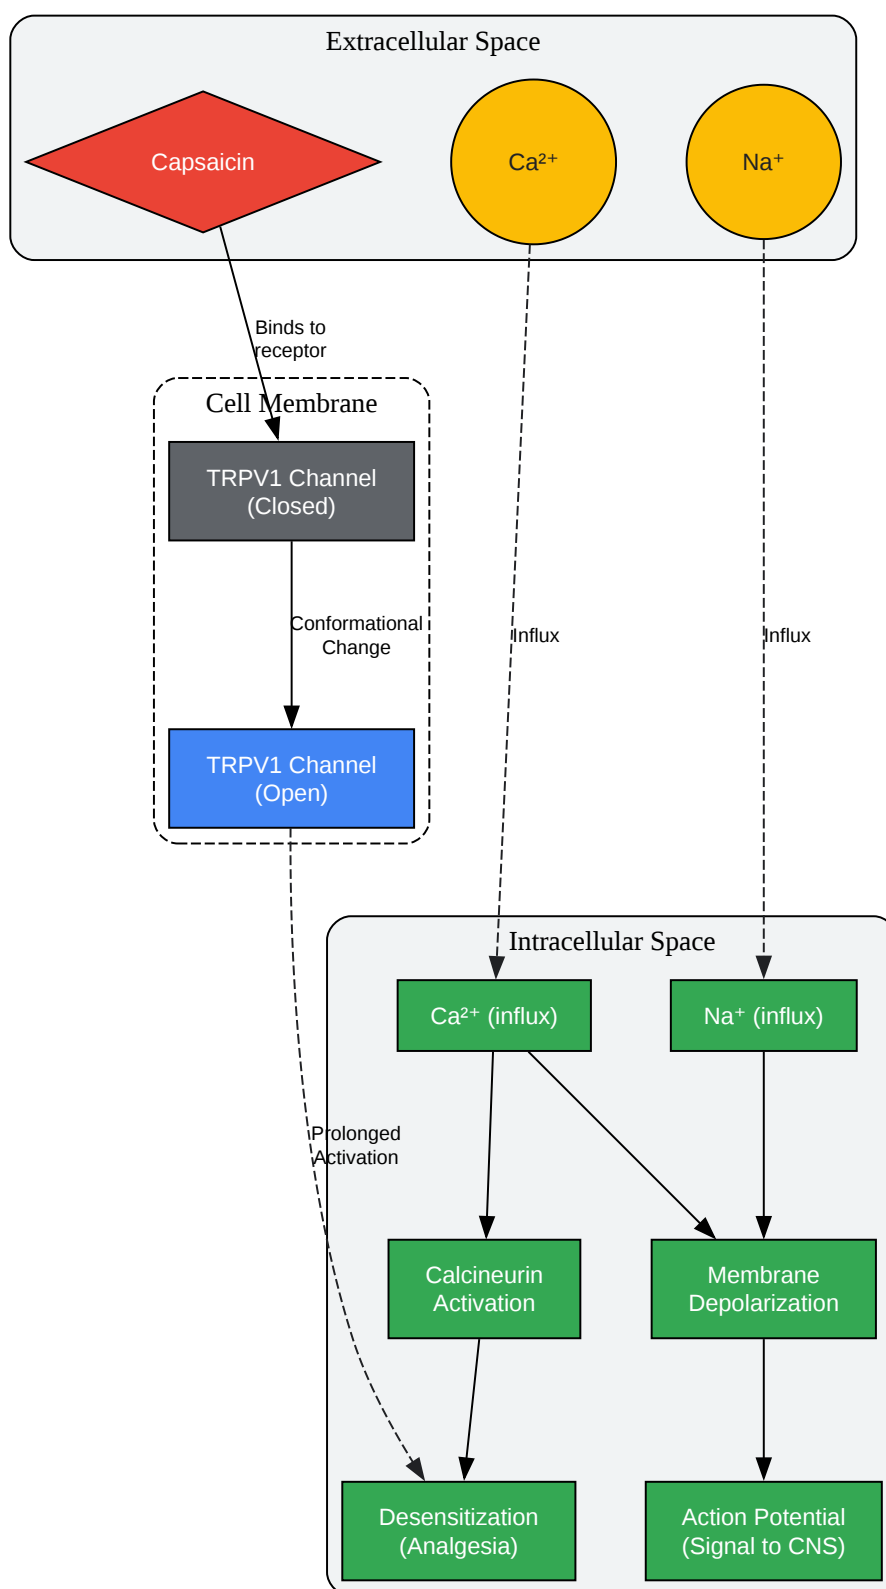 Extracellular Space
Capsaicin
Ca²⁺
Na⁺
Binds to
receptor
Cell Membrane
TRPV1 Channel
(Closed)
Conformational
Change
Influx
Influx
TRPV1 Channel
(Open)
Intracellular Space
Ca²⁺ (influx)
Na⁺ (influx)
Prolonged
Activation
Calcineurin
Activation
Membrane
Depolarization
Desensitization
(Analgesia)
Action Potential
(Signal to CNS)